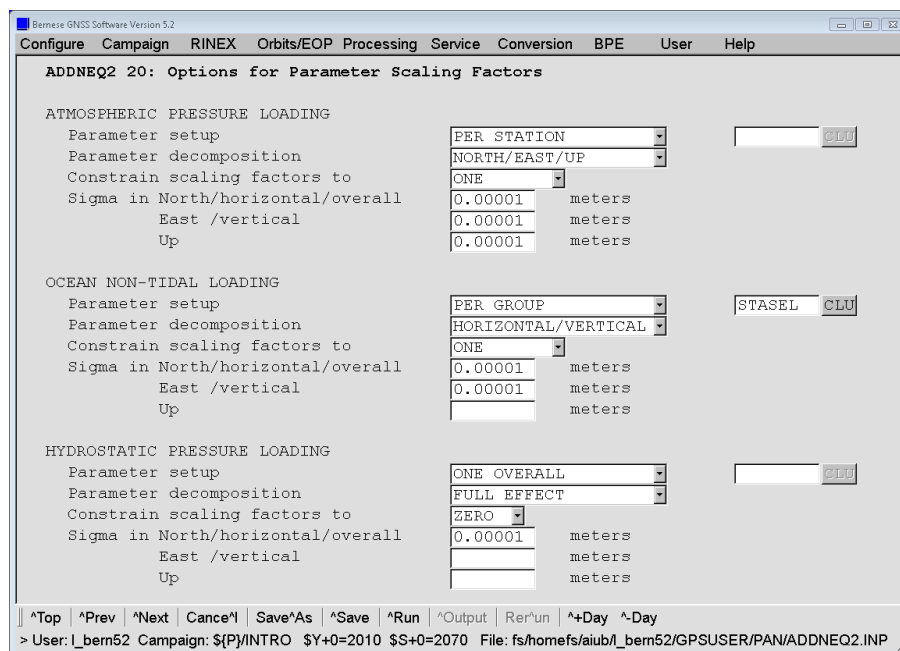 Bernese GNSS Software Version 5.2
Configure Campaign RINEX Orbits/EOP Processing Service Conversion BPE User Help
ADDNEQ2 20: Options for Parameter Scaling Factors
ATMOSPHERIC PRESSURE LOADING
Parameter setup PER STATION CLU
Parameter decomposition NORTH/EAST/UP
Constrain scaling factors to ONE
Sigma in North/horizontal/overall 0.00001 meters
East /vertical 0.00001 meters
Up 0.00001 meters
OCEAN NON-TIDAL LOADING
Parameter setup PER GROUP STASEL CLU
Parameter decomposition HORIZONTAL/VERTICAL
Constrain scaling factors to ONE
Sigma in North/horizontal/overall 0.00001 meters
East /vertical 0.00001 meters
Up meters
HYDROSTATIC PRESSURE LOADING
Parameter setup ONE OVERALL CLU
Parameter decomposition FULL EFFECT
Constrain scaling factors to ZERO
Sigma in North/horizontal/overall 0.00001 meters
East /vertical meters
Up meters
^Top ^Prev ^Next Cance^l Save^As ^Save ^Run ^Output Rer^un ^+Day ^-Day
> User: l_bern52 Campaign: ${P}/INTRO $Y+0=2010 $S+0=2070 File: fs/homefs/aiub/l_bern52/GPSUSER/PAN/ADDNEQ2.INP